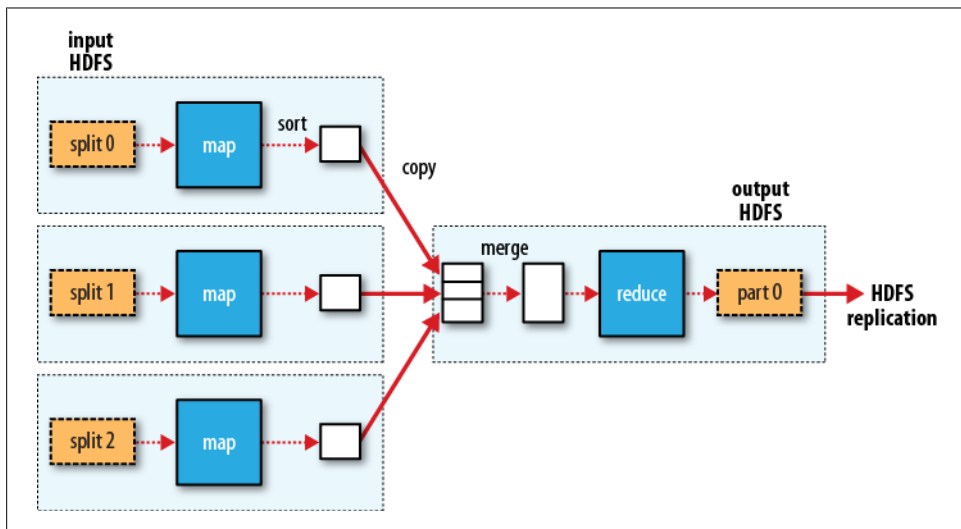 input
HDFS
split 0
map
sort
copy
split 1
map
split 2
map
output
HDFS
merge
reduce
part 0
HDFS
replication